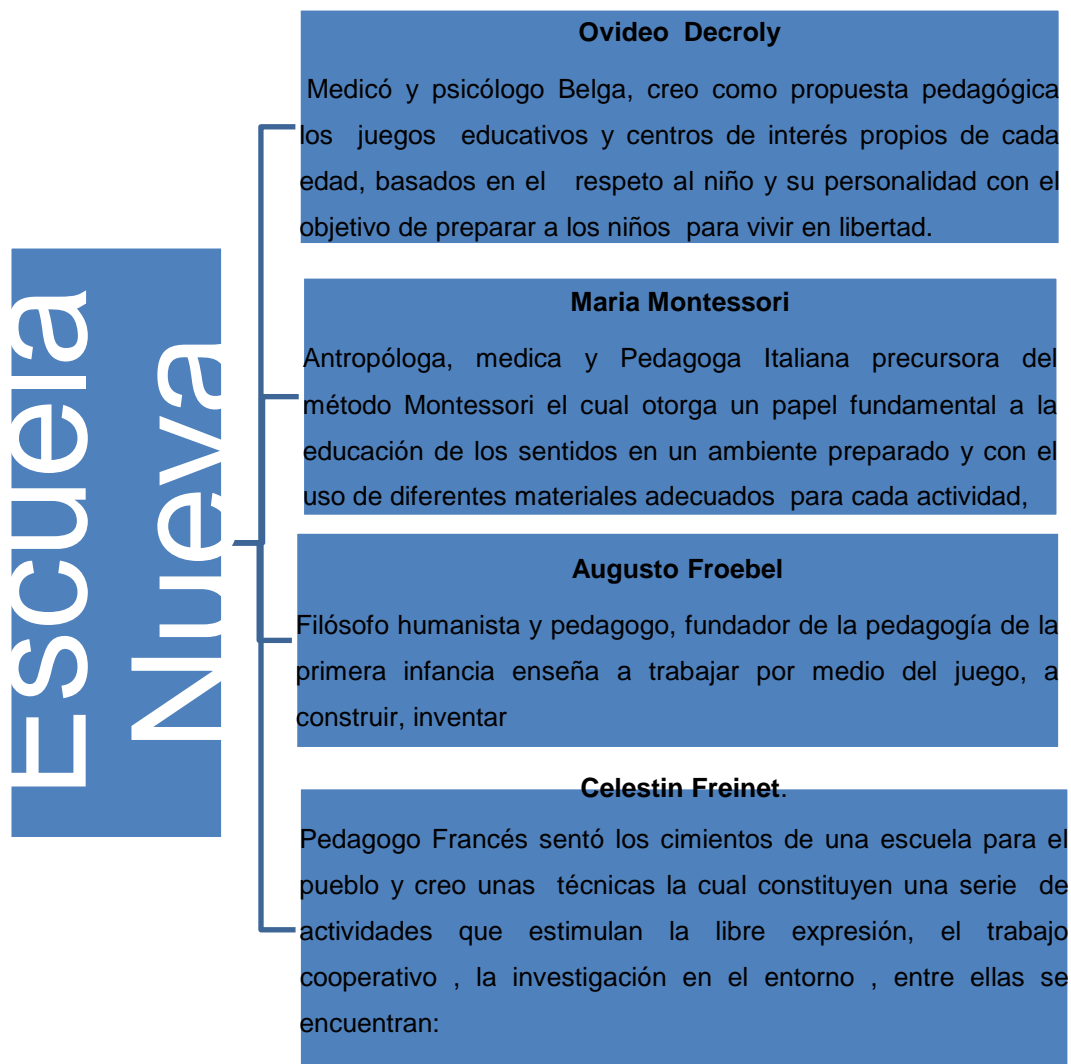 Escuela
Nueva
Ovideo Decroly
Medicó y psicólogo Belga, creo como propuesta pedagógica
los juegos educativos y centros de interés propios de cada
edad, basados en el respeto al niño y su personalidad con el
objetivo de preparar a los niños para vivir en libertad.
Maria Montessori
Antropóloga, medica y Pedagoga Italiana precursora del
método Montessori el cual otorga un papel fundamental a la
educación de los sentidos en un ambiente preparado y con el
uso de diferentes materiales adecuados para cada actividad,
Augusto Froebel
Filósofo humanista y pedagogo, fundador de la pedagogía de la
primera infancia enseña a trabajar por medio del juego, a
construir, inventar
Celestin Freinet.
Pedagogo Francés sentó los cimientos de una escuela para el
pueblo y creo unas técnicas la cual constituyen una serie de
actividades que estimulan la libre expresión, el trabajo
cooperativo , la investigación en el entorno , entre ellas se
encuentran: